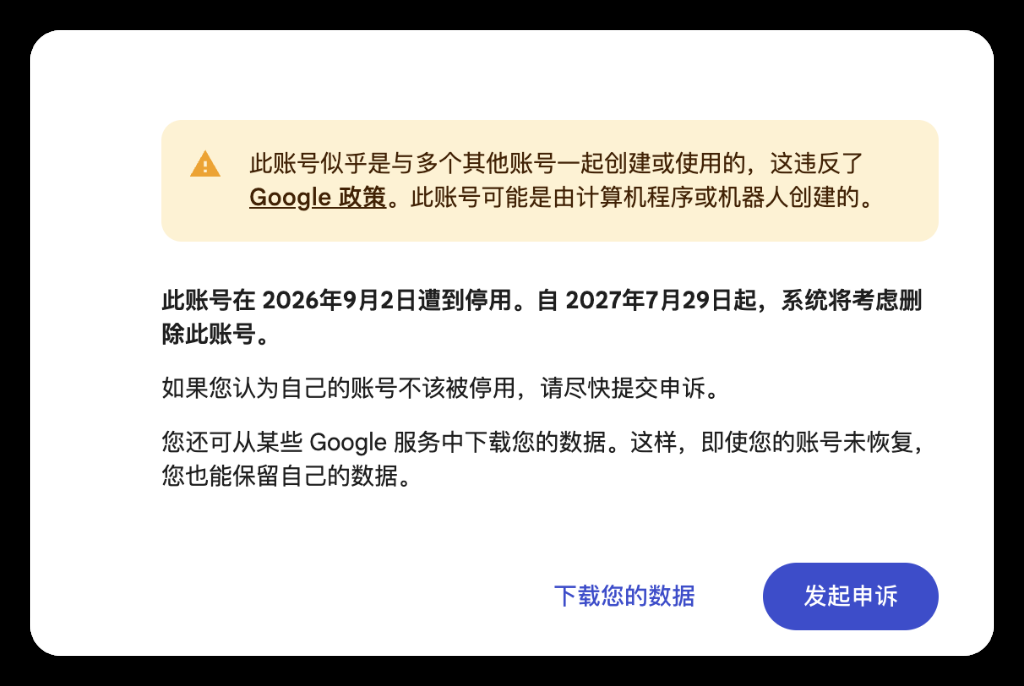 此账号似乎是与多个其他账号一起创建或使用的，这违反了
Google 政策。此账号可能是由计算机程序或机器人创建的。
此账号在 2026年9月2日遭到停用。自 2027年7月29日起，系统将考虑删
除此账号。
如果您认为自己的账号不该被停用，请尽快提交申诉。
您还可从某些 Google 服务中下载您的数据。这样，即使您的账号未恢复，
您也能保留自己的数据。
下载您的数据
发起申诉